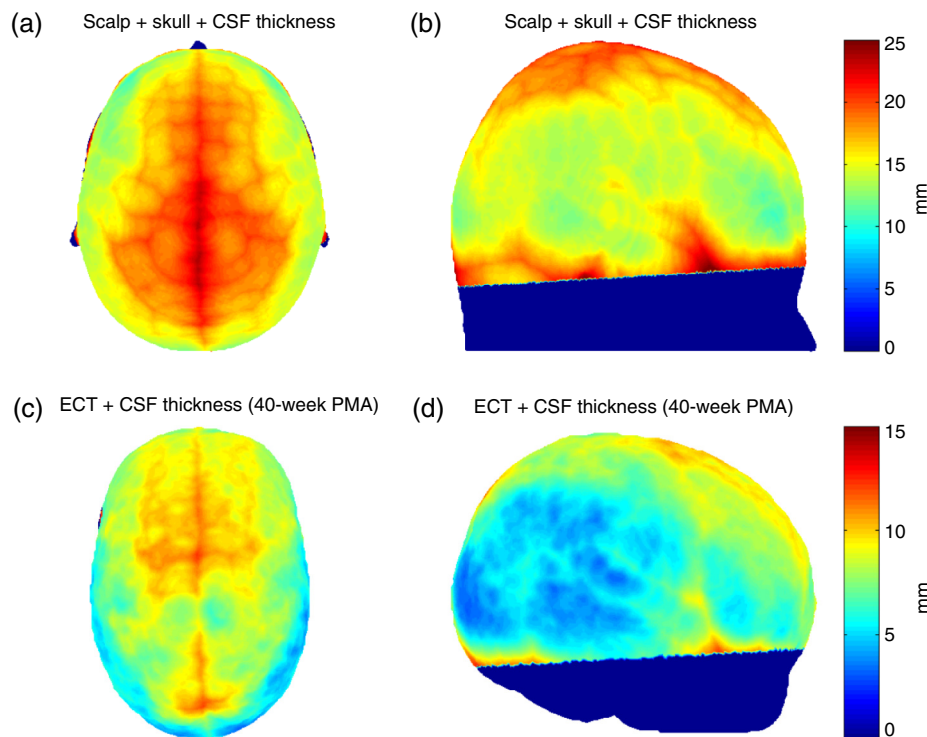 (a) Scalp + skull + CSF thickness
(b) Scalp + skull + CSF thickness
25
20
15
10
5
0
mm
(c) ECT + CSF thickness (40-week PMA)
(d) ECT + CSF thickness (40-week PMA)
15
10
5
0
mm